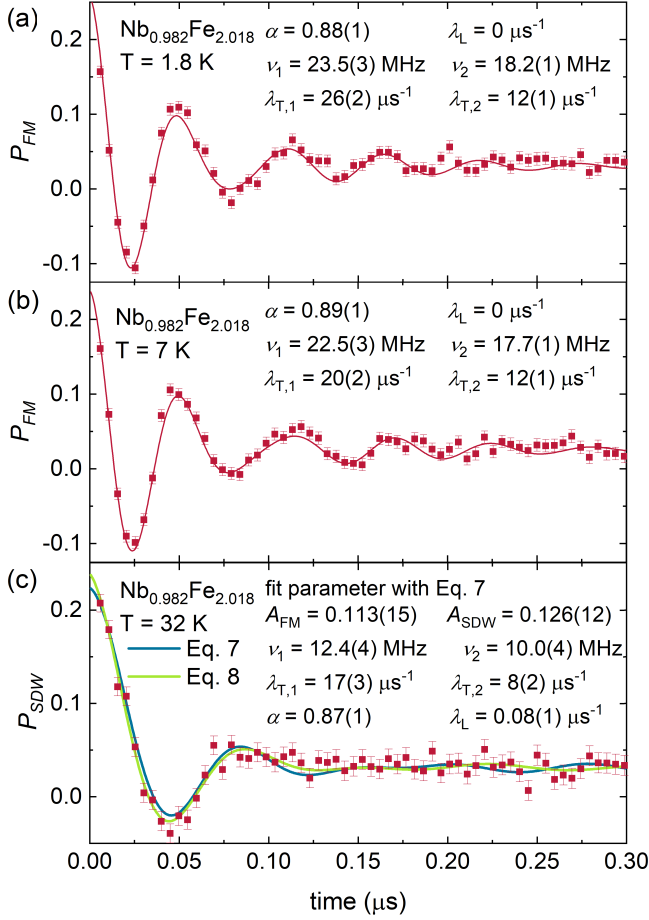 (a)
Nb0.982Fe2.018
T = 1.8 K
α = 0.88(1) λL = 0 μs-1
ν1 = 23.5(3) MHz ν2 = 18.2(1) MHz
λT,1 = 26(2) μs-1 λT,2 = 12(1) μs-1
0.2
0.1
0.0
-0.1
PFM
(b)
Nb0.982Fe2.018
T = 7 K
α = 0.89(1) λL = 0 μs-1
ν1 = 22.5(3) MHz ν2 = 17.7(1) MHz
λT,1 = 20(2) μs-1 λT,2 = 12(1) μs-1
0.2
0.1
0.0
-0.1
PFM
(c)
Nb0.982Fe2.018
T = 32 K
Eq. 7
Eq. 8
fit parameter with Eq. 7
AFM = 0.113(15) ASDW = 0.126(12)
ν1 = 12.4(4) MHz ν2 = 10.0(4) MHz
λT,1 = 17(3) μs-1 λT,2 = 8(2) μs-1
α = 0.87(1) λL = 0.08(1) μs-1
0.2
0.1
0.0
PSDW
0.00 0.05 0.10 0.15 0.20 0.25 0.30
time (μs)